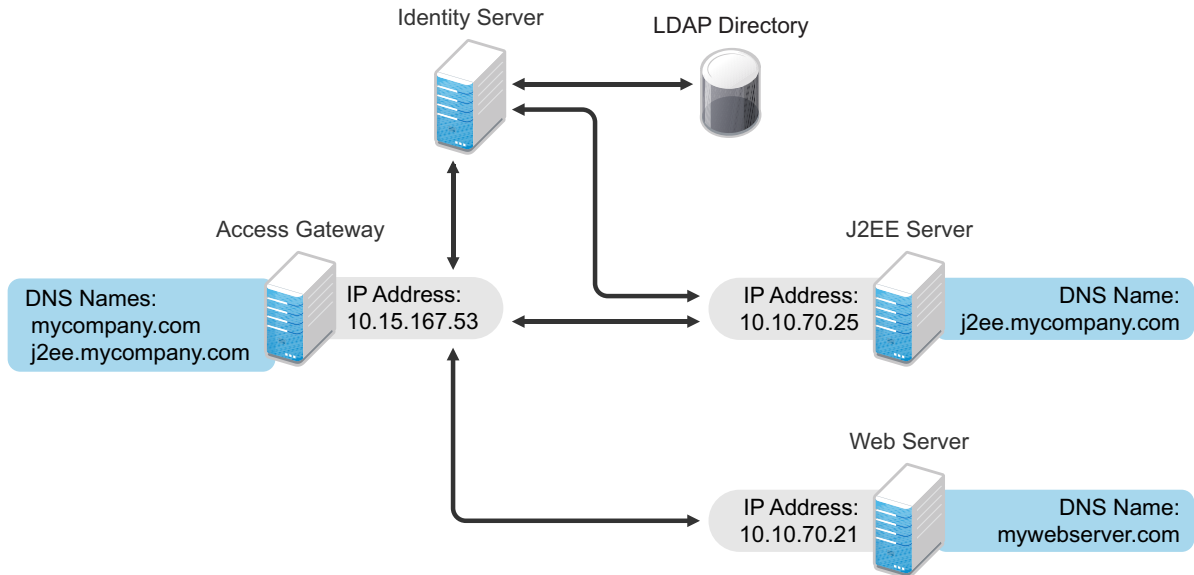 Identity Server
LDAP Directory
Access Gateway
DNS Names:
mycompany.com
j2ee.mycompany.com
IP Address:
10.15.167.53
J2EE Server
IP Address:
10.10.70.25
DNS Name:
j2ee.mycompany.com
Web Server
IP Address:
10.10.70.21
DNS Name:
mywebserver.com